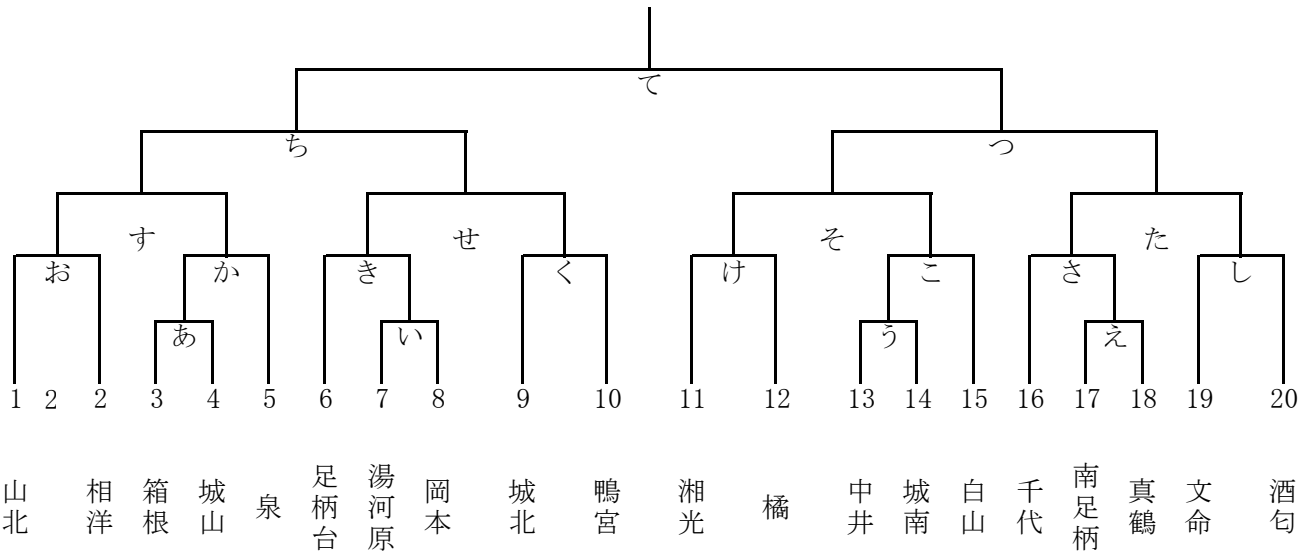 て
ち つ
す せ そ た
お か き く け こ さ し
あ い う え
1 2 2 3 4 5 6 7 8 9 10 11 12 13 14 15 16 17 18 19 20
山北 相洋 箱根 城山 泉 足柄台 湯河原 岡本 城北 鴨宮 湘光 橘 中井 城南 白山 千代 南足柄 真鶴 文命 酒匂